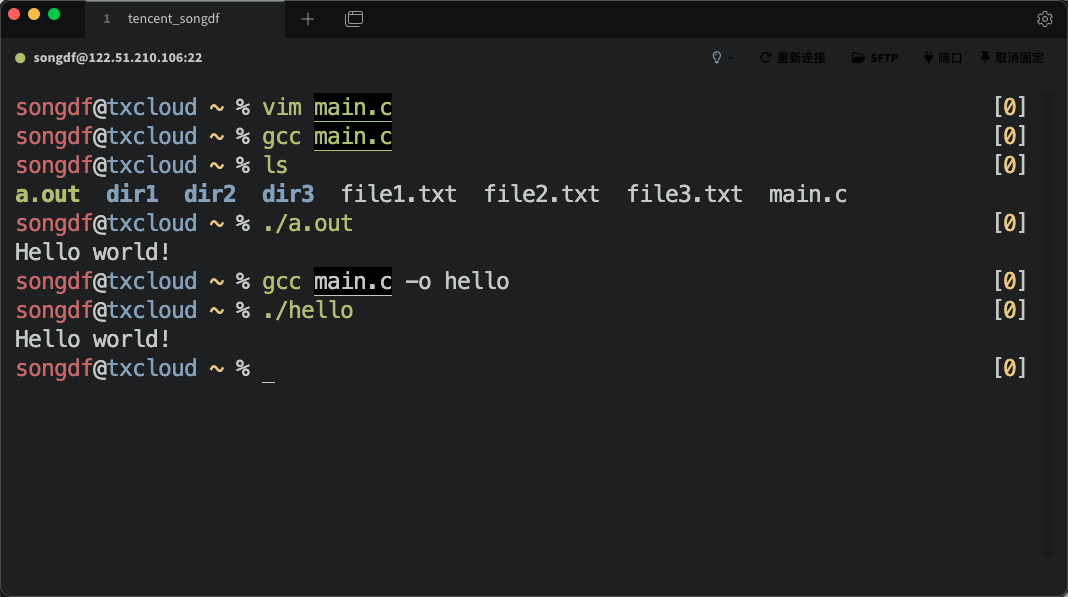 1 tencent_songdf
songdf@122.51.210.106:22 重新连接 SFTP 端口 取消固定
songdf@txcloud ~ % vim main.c [0]
songdf@txcloud ~ % gcc main.c [0]
songdf@txcloud ~ % ls [0]
a.out dir1 dir2 dir3 file1.txt file2.txt file3.txt main.c
songdf@txcloud ~ % ./a.out [0]
Hello world!
songdf@txcloud ~ % gcc main.c -o hello [0]
songdf@txcloud ~ % ./hello [0]
Hello world!
songdf@txcloud ~ % _ [0]